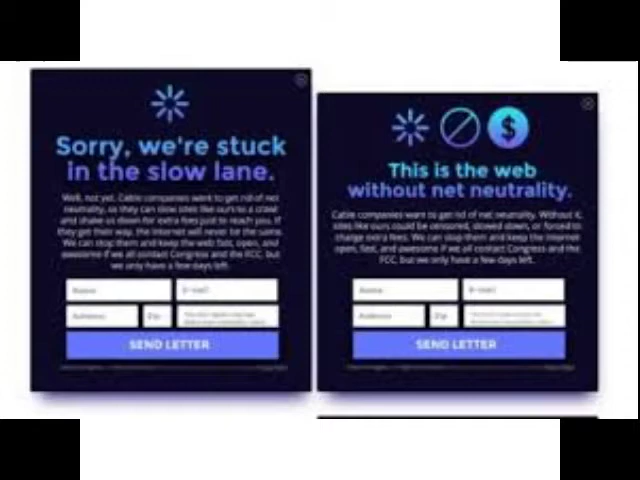 Sorry, we're stuck
in the slow lane.
Well, not yet. Cable companies want to get rid of net
neutrality, so they can slow sites like ours to a crawl
and shake us down for extra fees just to reach you. If
they get their way, the internet will never be the same.
We can stop them and keep the web fast, open, and
awesome if we all contact Congress and the FCC, but
we only have a few days left.
Name
E-mail
Address
Zip
SEND LETTER
This is the web
without net neutrality.
Cable companies want to get rid of net neutrality. Without it,
sites like ours could be censored, slowed down, or forced to
charge extra fees. We can stop them and keep the Internet
open, fast, and awesome if we all contact Congress and the
FCC, but we only have a few days left.
Name
E-mail
Address
Zip
SEND LETTER